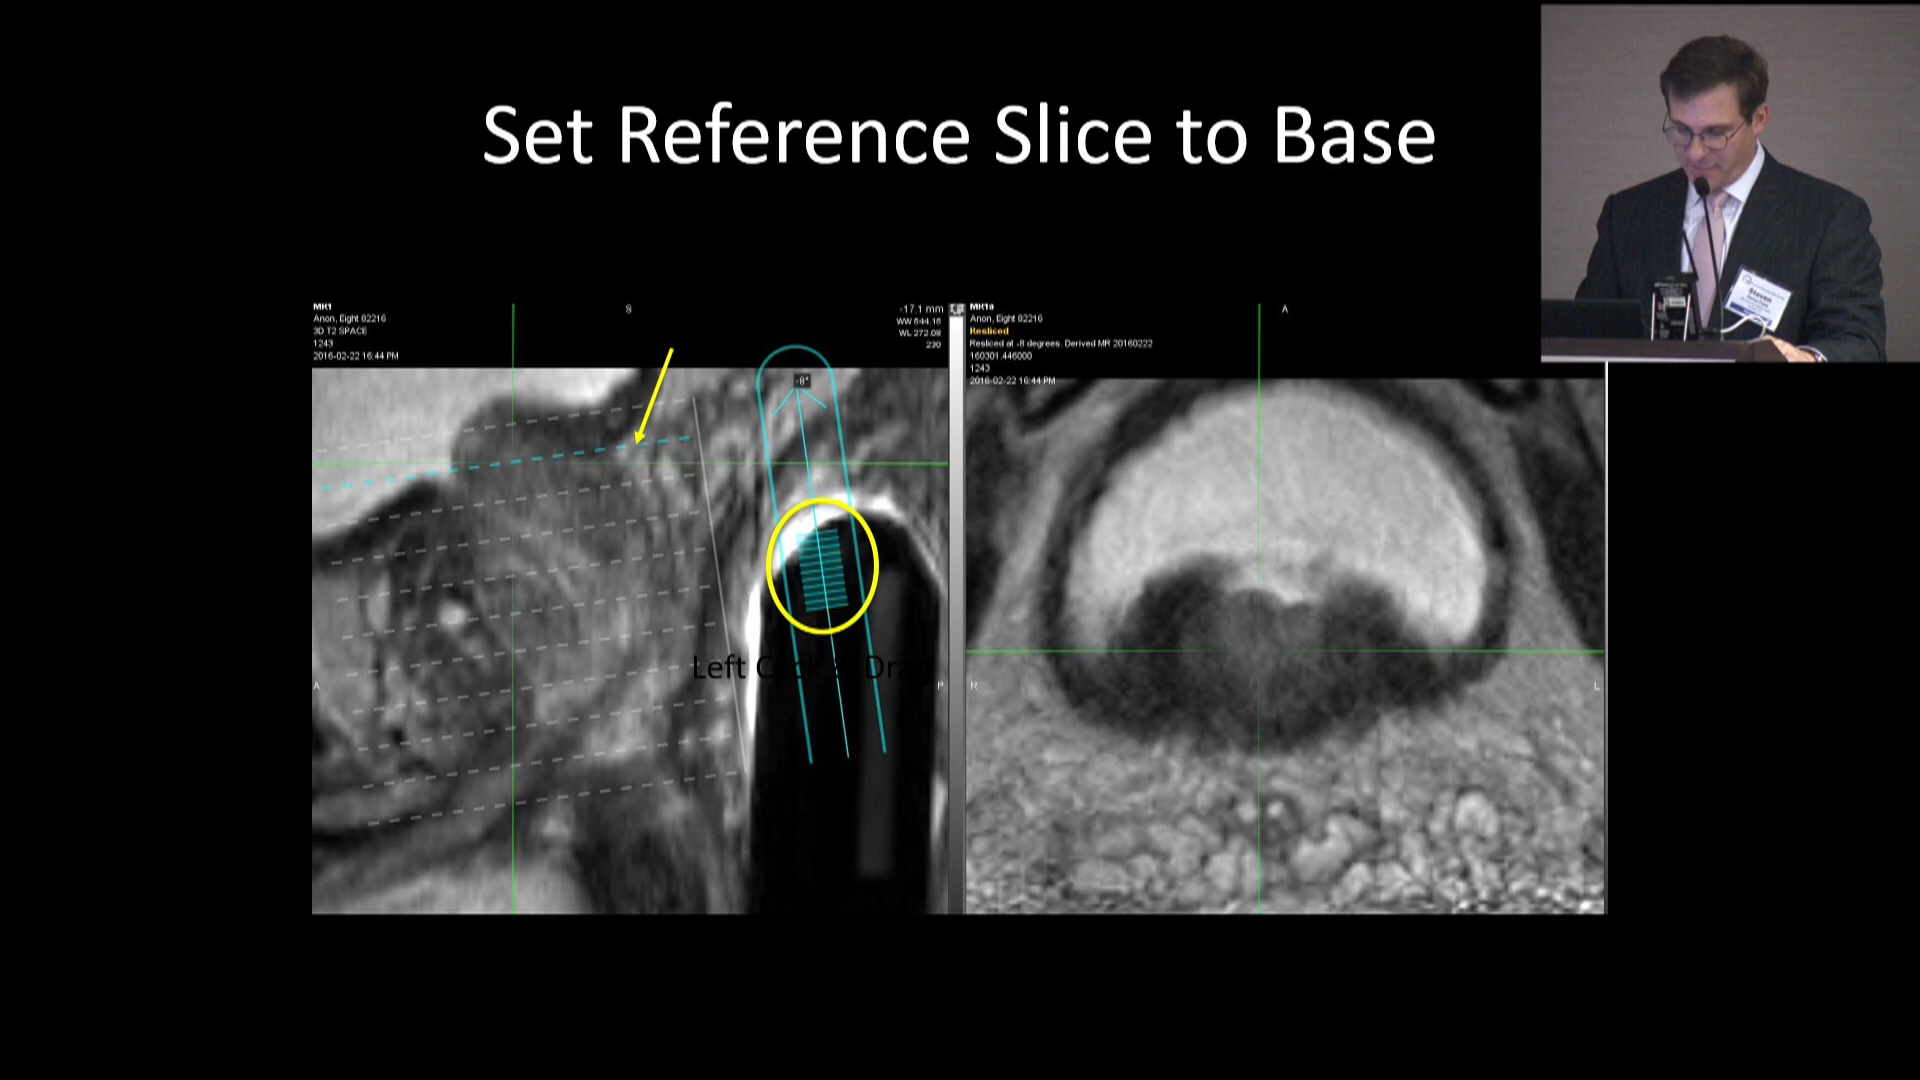 Set Reference Slice to Base
MR1
Anon, Eight 02216
3D T2 SPACE
1243
2016-02-22 16:44 PM
S
-17.1 mm
WW 844.16
WL 272.08
230
MR1a
Anon, Eight 02216
Resliced
Resliced at -8 degrees. Derived MR 20160222
160301.446000
1243
2016-02-22 16:44 PM
A
-8°
Left
A
P
R
L
Steven